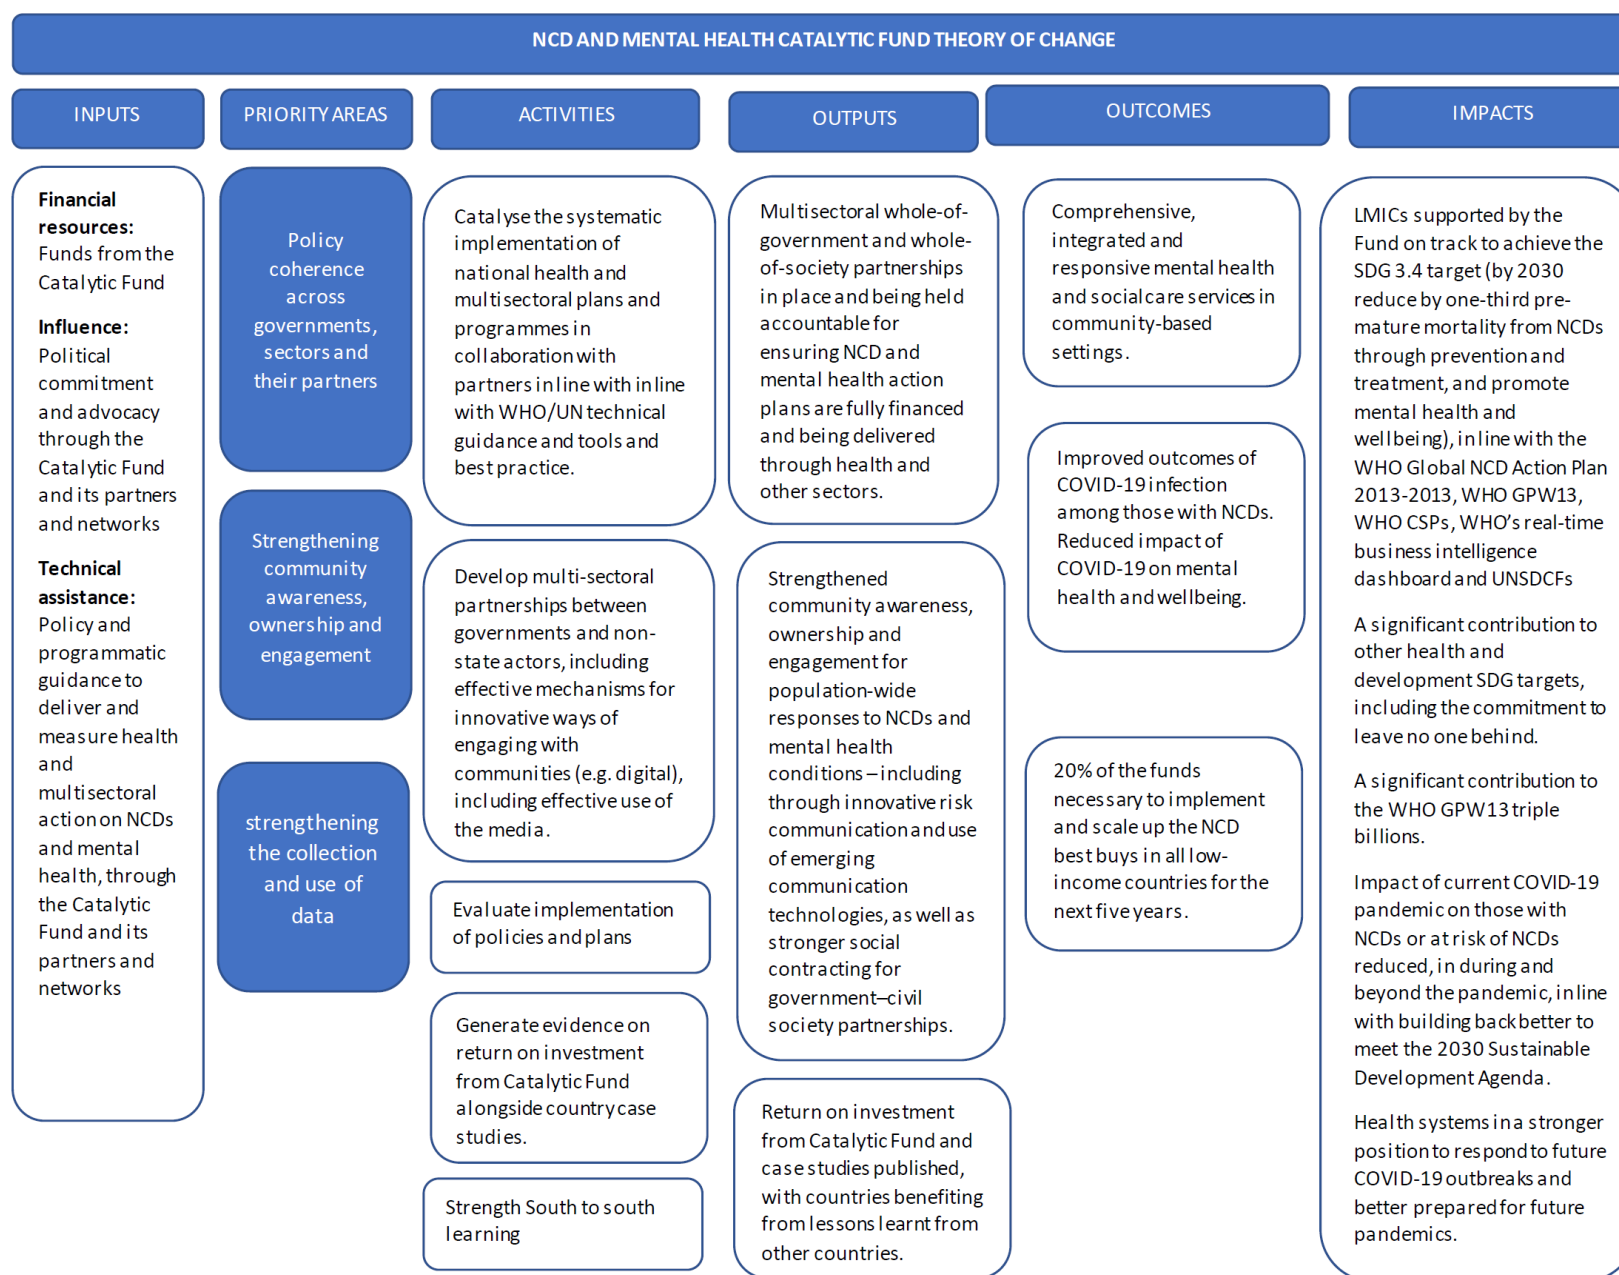 NCD AND MENTAL HEALTH CATALYTIC FUND THEORY OF CHANGE
INPUTS
PRIORITY AREAS
ACTIVITIES
OUTPUTS
OUTCOMES
IMPACTS
Financial
resources:
Funds from the
Catalytic Fund
Influence:
Political
commitment
and advocacy
through the
Catalytic Fund
and its partners
and networks
Technical
assistance:
Policy and
programmatic
guidance to
deliver and
measure health
and
multisectoral
action on NCDs
and mental
health, through
the Catalytic
Fund and its
partners and
networks
Policy
coherence
across
governments,
sectors and
their partners
Strengthening
community
awareness,
ownership and
engagement
strengthening
the collection
and use of
data
Catalyse the systematic
implementation of
national health and
multisectoral plans and
programmes in
collaboration with
partners in line with in line
with WHO/UN technical
guidance and tools and
best practice.
Develop multi-sectoral
partnerships between
governments and non-
state actors, including
effective mechanisms for
innovative ways of
engaging with
communities (e.g. digital),
including effective use of
the media.
Evaluate implementation
of policies and plans
Generate evidence on
return on investment
from Catalytic Fund
alongside country case
studies.
Strength South to south
learning
Multisectoral whole-of-
government and whole-
of-society partnerships
in place and being held
accountable for
ensuring NCD and
mental health action
plans are fully financed
and being delivered
through health and
other sectors.
Strengthened
community awareness,
ownership and
engagement for
population-wide
responses to NCDs and
mental health
conditions – including
through innovative risk
communication and use
of emerging
communication
technologies, as well as
stronger social
contracting for
government–civil
society partnerships.
Return on investment
from Catalytic Fund and
case studies published,
with countries benefiting
from lessons learnt from
other countries.
Comprehensive,
integrated and
responsive mental health
and social care services in
community-based
settings.
Improved outcomes of
COVID-19 infection
among those with NCDs.
Reduced impact of
COVID-19 on mental
health and wellbeing.
20% of the funds
necessary to implement
and scale up the NCD
best buys in all low-
income countries for the
next five years.
LMICs supported by the
Fund on track to achieve the
SDG 3.4 target (by 2030
reduce by one-third pre-
mature mortality from NCDs
through prevention and
treatment, and promote
mental health and
wellbeing), in line with the
WHO Global NCD Action Plan
2013-2013, WHO GPW13,
WHO CSPs, WHO's real-time
business intelligence
dashboard and UNSDCFs
A significant contribution to
other health and
development SDG targets,
including the commitment to
leave no one behind.
A significant contribution to
the WHO GPW13 triple
billions.
Impact of current COVID-19
pandemic on those with
NCDs or at risk of NCDs
reduced, in during and
beyond the pandemic, in line
with building back better to
meet the 2030 Sustainable
Development Agenda.
Health systems in a stronger
position to respond to future
COVID-19 outbreaks and
better prepared for future
pandemics.